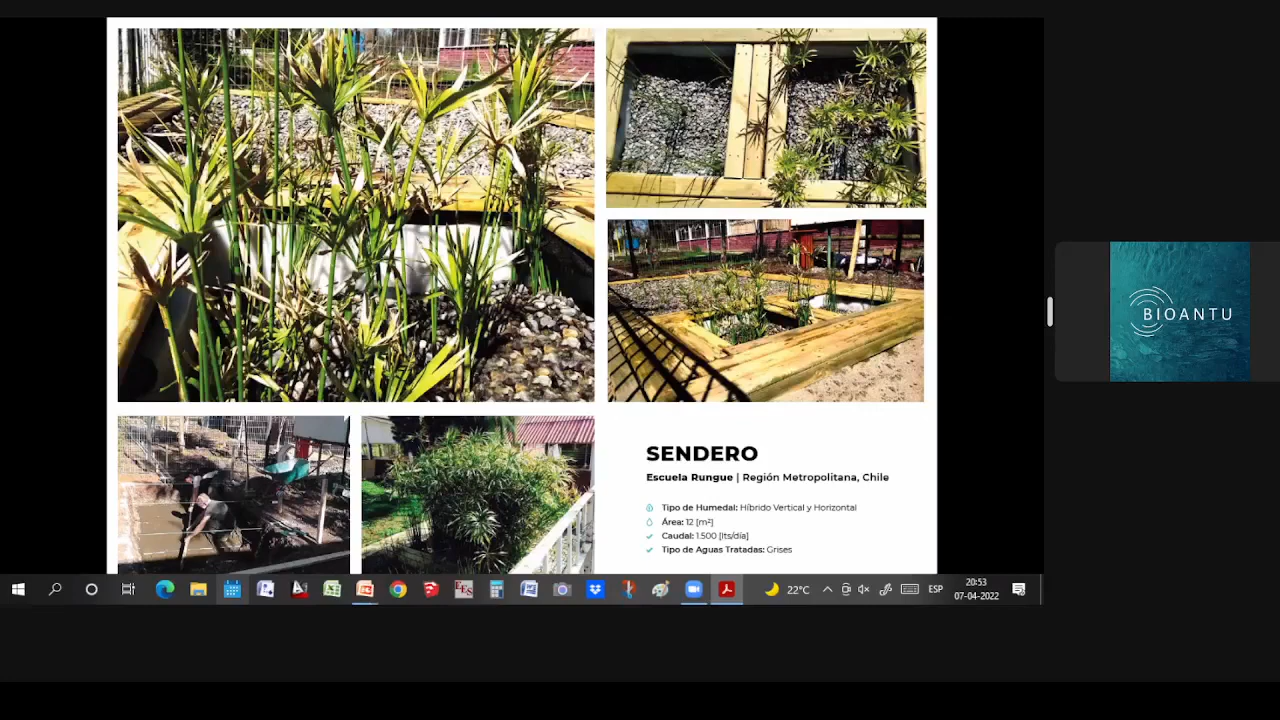 SENDERO
Escuela Rungue | Región Metropolitana, Chile
Tipo de Humedal: Híbrido Vertical y Horizontal
Área: 12 [m²]
Caudal: 1.500 [lts/día]
Tipo de Aguas Tratadas: Grises
BIOANTU
22°C
ESP
20:53
07-04-2022